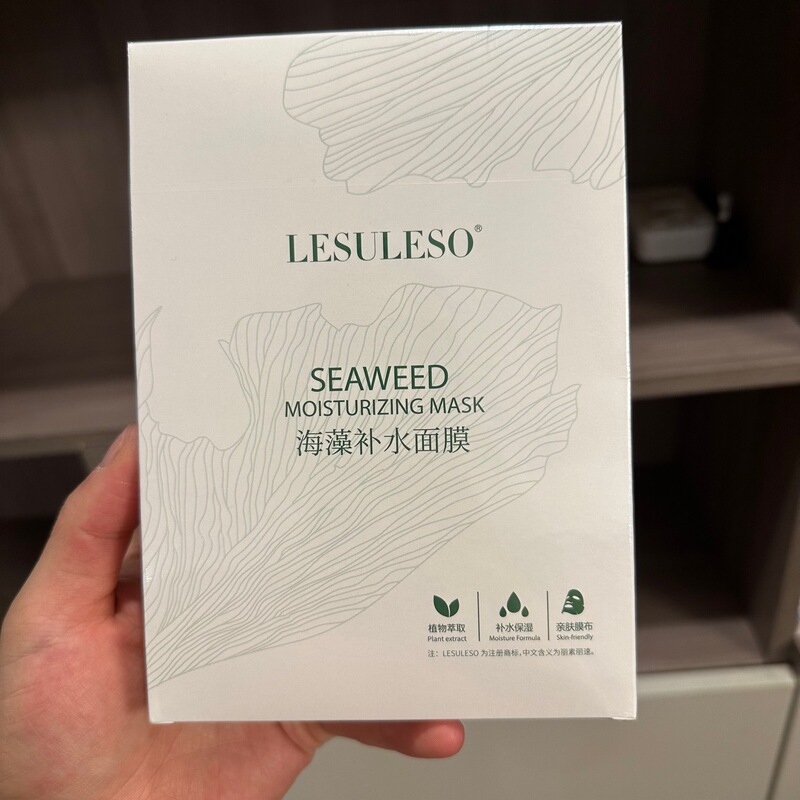 LESULESO®
SEAWEED
MOISTURIZING MASK
海藻补水面膜
植物萃取
Plant extract
补水保湿
Moisture Formula
亲肤膜布
Skin-friendly
注：LESULESO 为注册商标，中文含义为丽素丽速。